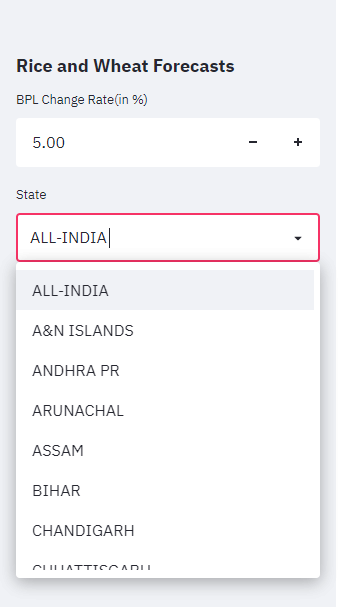 Rice and Wheat Forecasts
BPL Change Rate(in %)
5.00 − +
State
ALL-INDIA
ALL-INDIA
A&N ISLANDS
ANDHRA PR
ARUNACHAL
ASSAM
BIHAR
CHANDIGARH
CHHATTISGARH